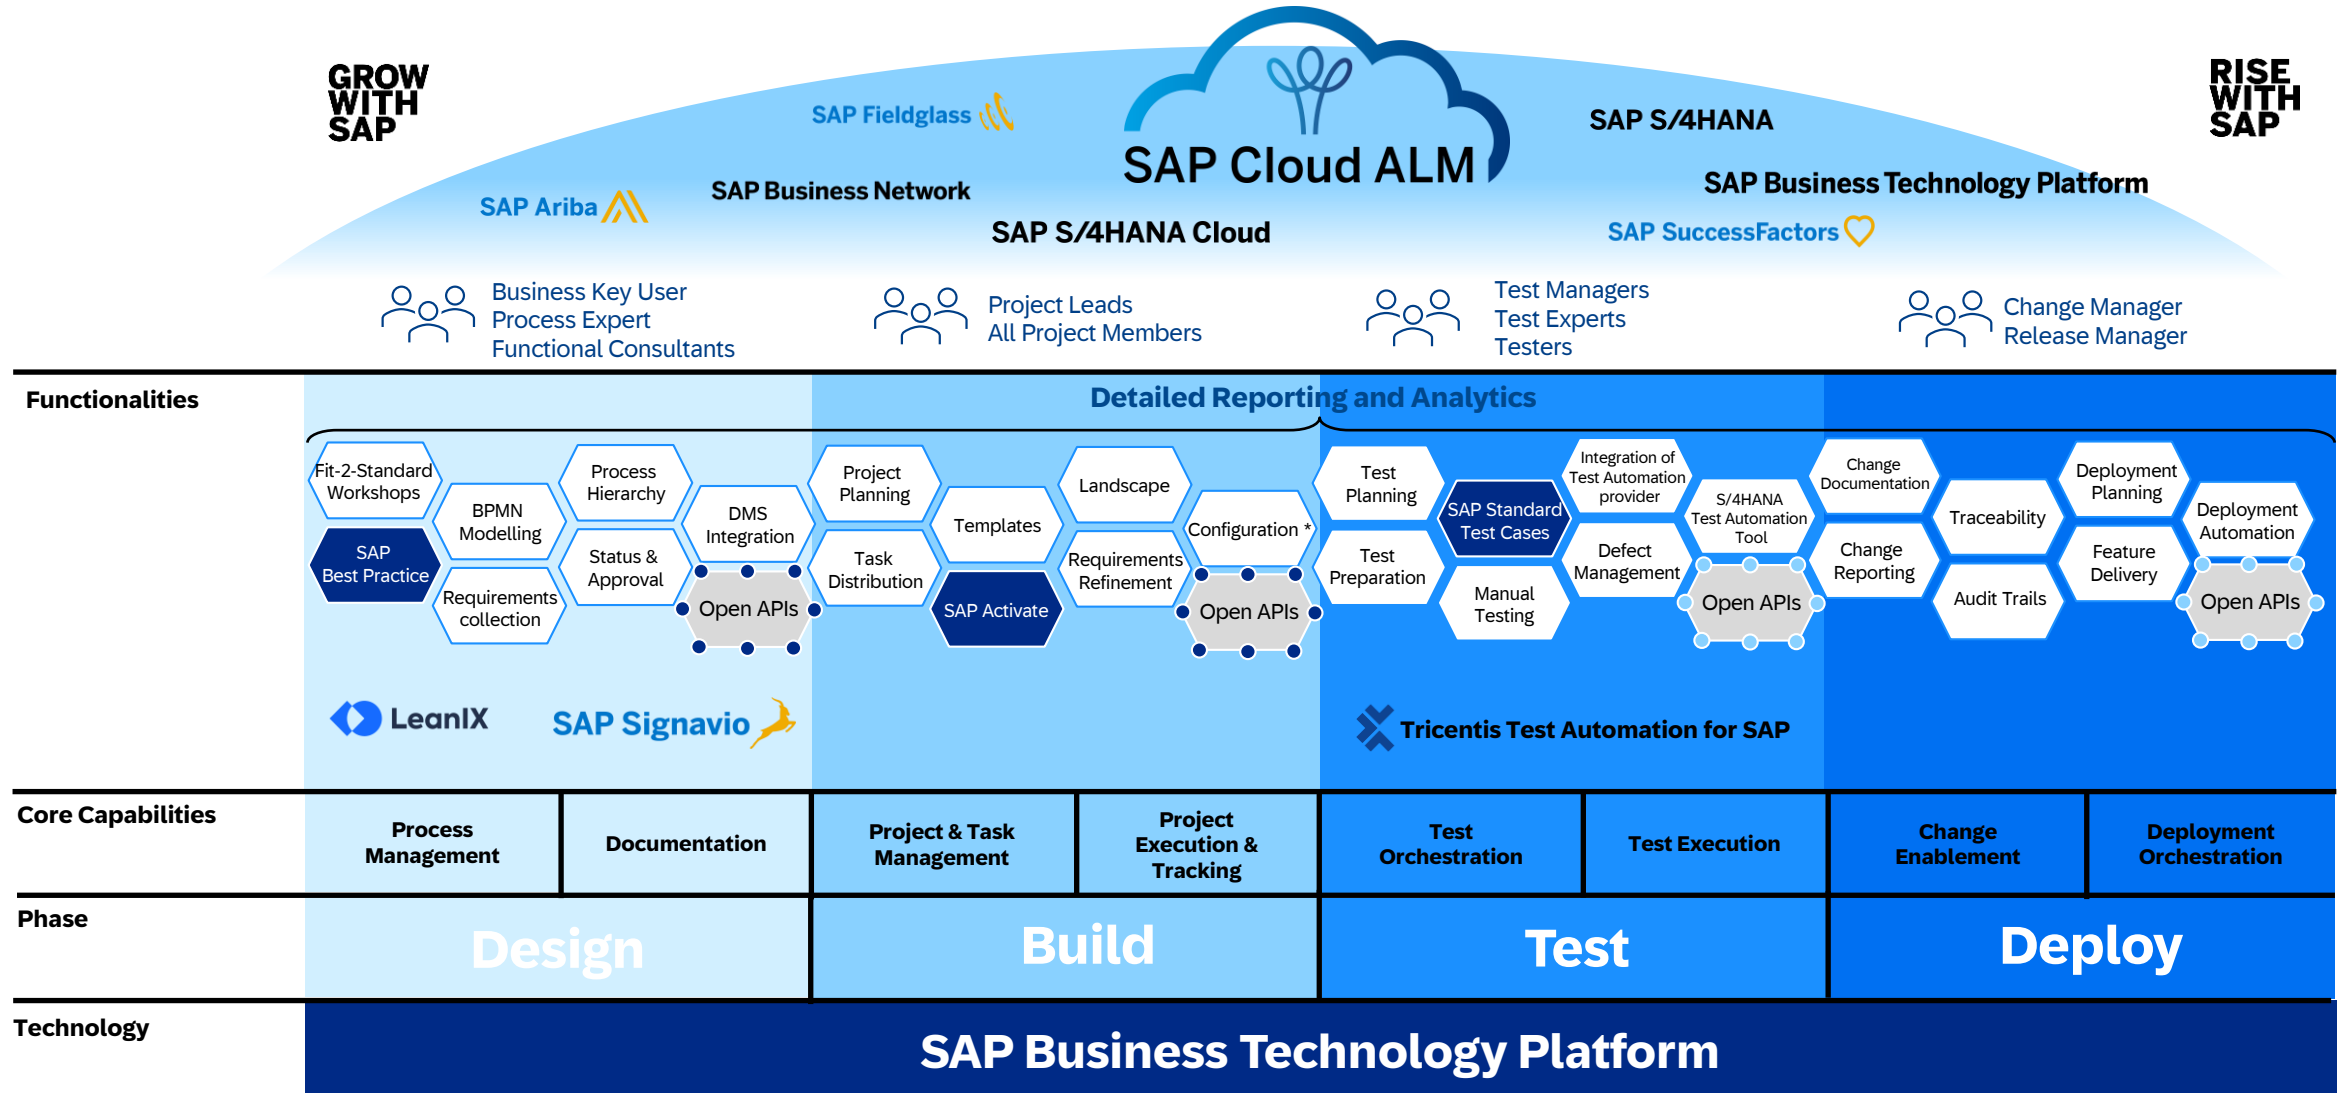 GROW
WITH
SAP
RISE
WITH
SAP
SAP Fieldglass
SAP Cloud ALM
SAP S/4HANA
SAP Ariba
SAP Business Network
SAP S/4HANA Cloud
SAP Business Technology Platform
SAP SuccessFactors
Business Key User
Process Expert
Functional Consultants
Project Leads
All Project Members
Test Managers
Test Experts
Testers
Change Manager
Release Manager
Functionalities
Detailed Reporting and Analytics
Fit-2-Standard
Workshops
SAP
Best Practice
BPMN
Modelling
Requirements
collection
Process
Hierarchy
Status &
Approval
DMS
Integration
Open APIs
Project
Planning
Task
Distribution
Templates
SAP Activate
Landscape
Requirements
Refinement
Configuration *
Open APIs
Test
Planning
Test
Preparation
SAP Standard
Test Cases
Manual
Testing
Integration of
Test Automation
provider
Defect
Management
S/4HANA
Test Automation
Tool
Open APIs
Change
Documentation
Change
Reporting
Traceability
Audit Trails
Deployment
Planning
Feature
Delivery
Deployment
Automation
Open APIs
LeanIX
SAP Signavio
Tricentis Test Automation for SAP
Core Capabilities
Process
Management
Documentation
Project & Task
Management
Project
Execution &
Tracking
Test
Orchestration
Test Execution
Change
Enablement
Deployment
Orchestration
Phase
Design
Build
Test
Deploy
Technology
SAP Business Technology Platform